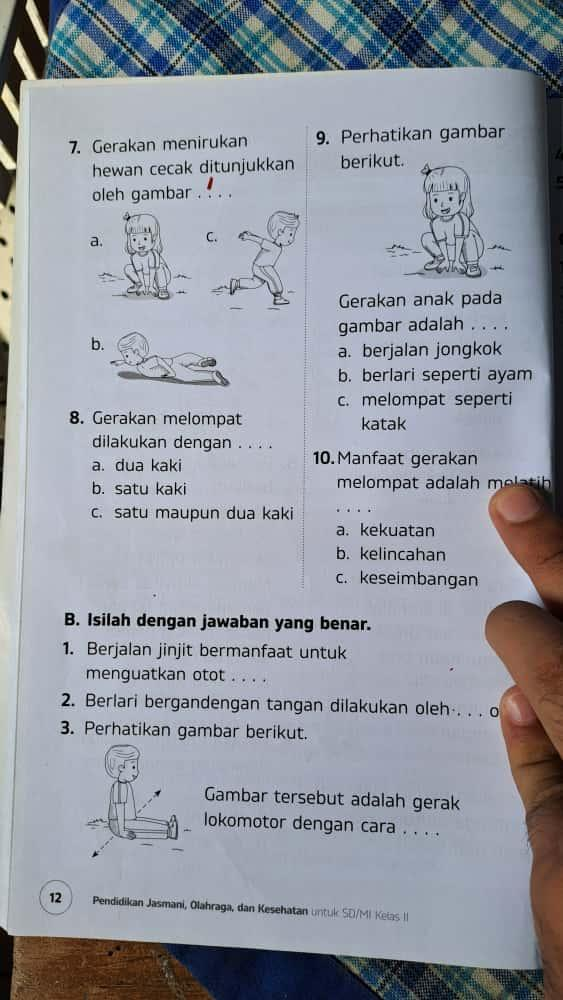 7. Gerakan menirukan
hewan cecak ditunjukkan
oleh gambar . . . .
a.
c.
b.
8. Gerakan melompat
dilakukan dengan . . . .
a. dua kaki
b. satu kaki
c. satu maupun dua kaki
9. Perhatikan gambar
berikut.
Gerakan anak pada
gambar adalah . . . .
a. berjalan jongkok
b. berlari seperti ayam
c. melompat seperti
katak
10. Manfaat gerakan
melompat adalah melatih
. . . .
a. kekuatan
b. kelincahan
c. keseimbangan
B. Isilah dengan jawaban yang benar.
1. Berjalan jinjit bermanfaat untuk
menguatkan otot . . . .
2. Berlari bergandengan tangan dilakukan oleh . . . .
3. Perhatikan gambar berikut.
Gambar tersebut adalah gerak
lokomotor dengan cara . . . .
12
Pendidikan Jasmani, Olahraga, dan Kesehatan untuk SD/MI Kelas II